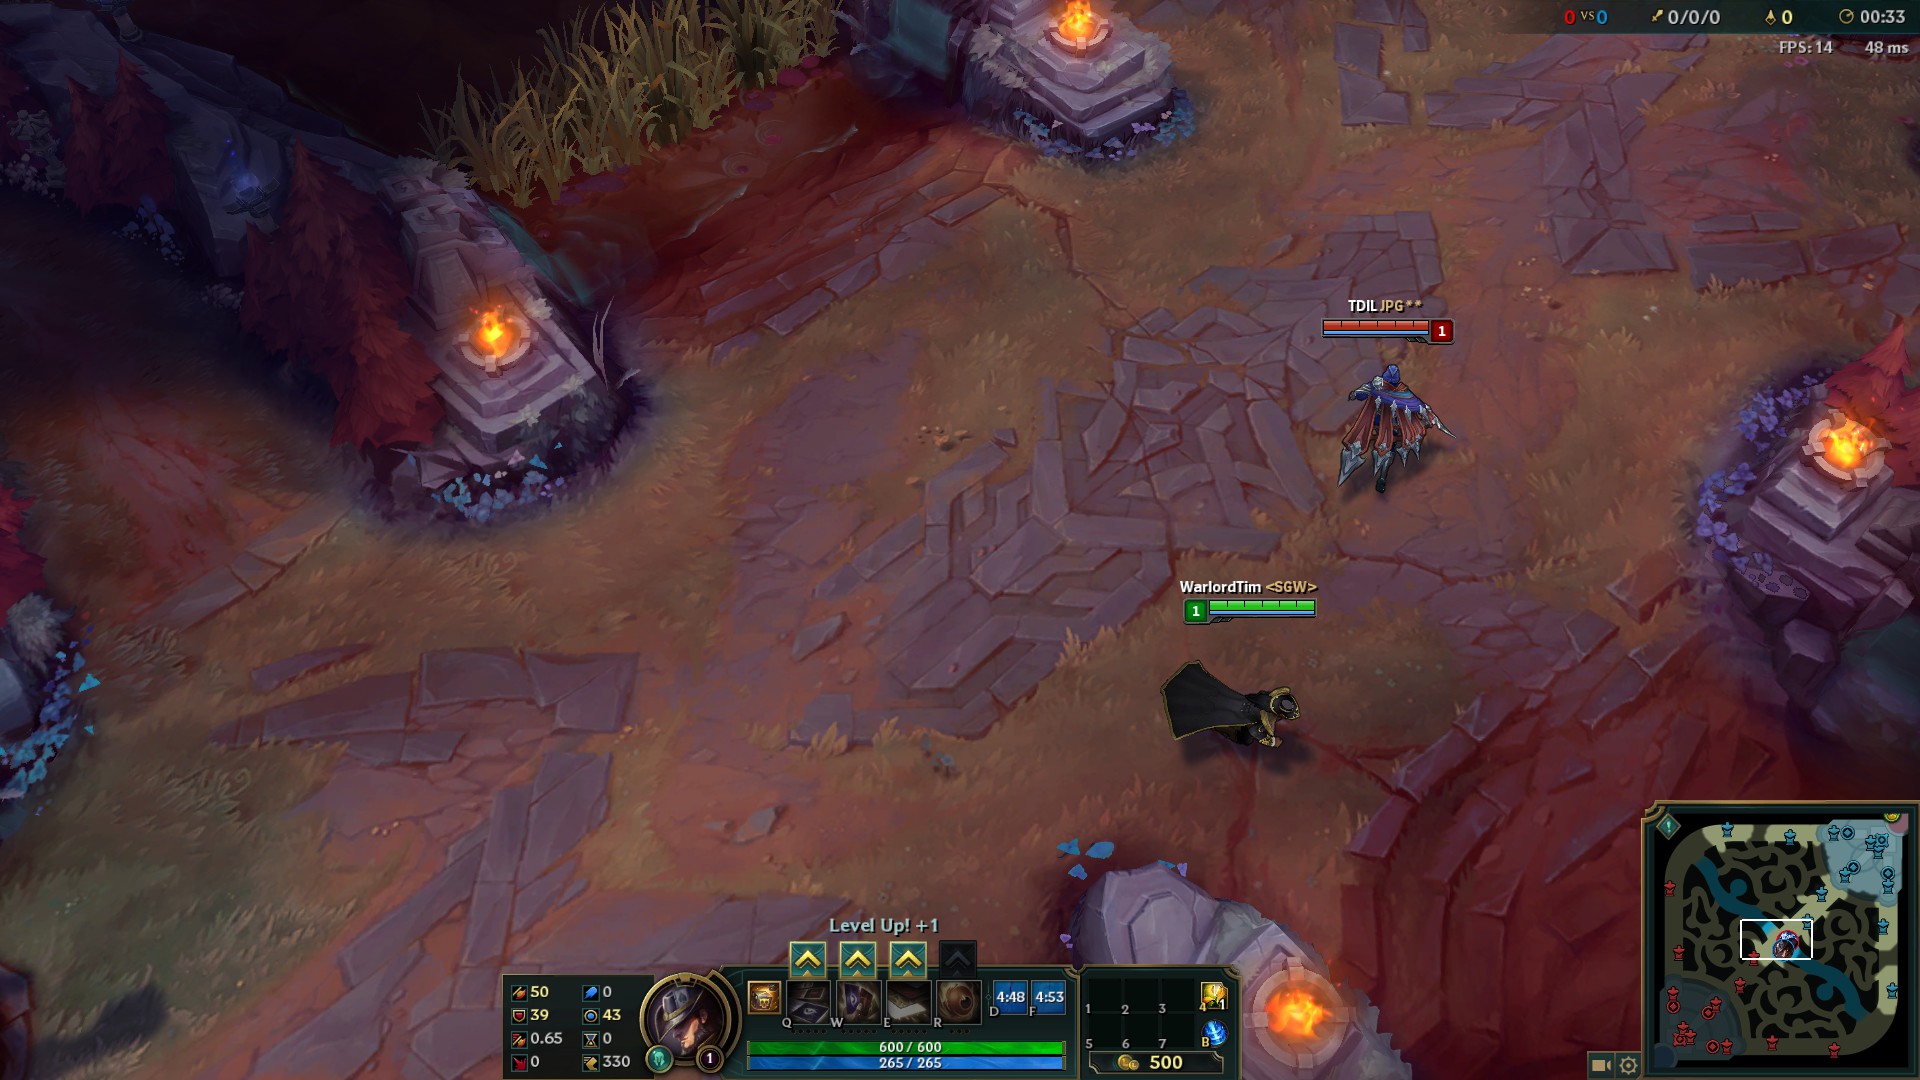 0 VS 0 0/0/0 0 00:33
FPS: 14 48 ms
TDIL JPG**
1
WarlordTim <SGW>
1
Level Up! +1
50 0
39 43
0.65 0
0 330
1
Q W E R
4:48 4:53
D F
600 / 600
265 / 265
1 2 3 4 1
5 6 7 B
500